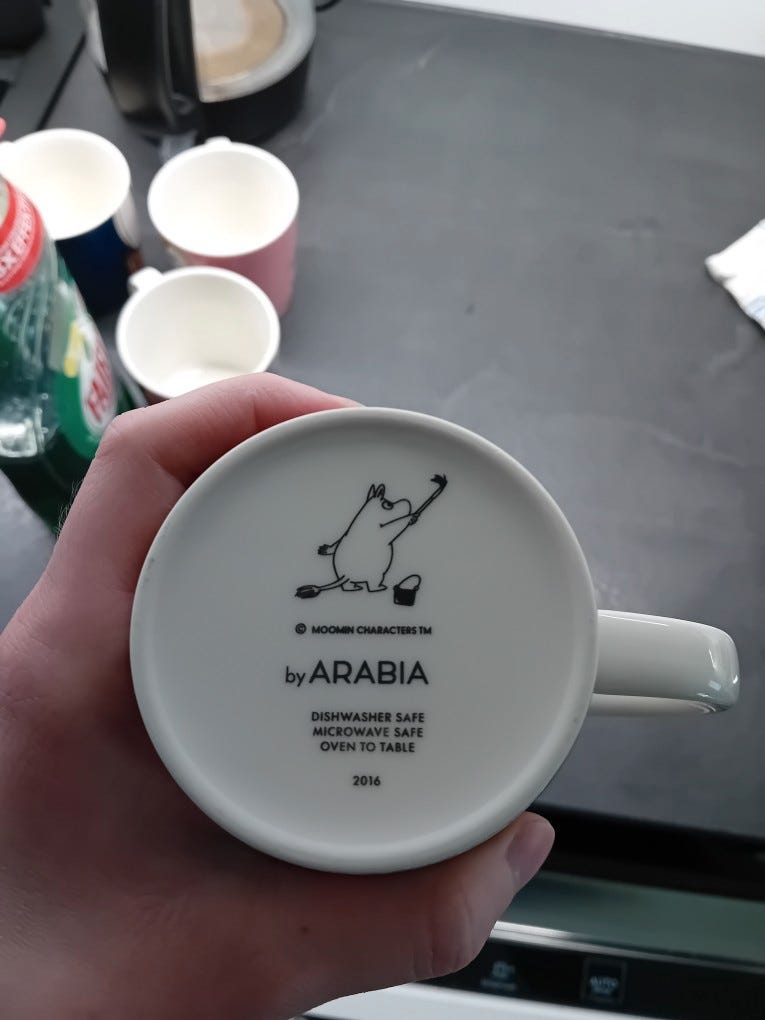 © MOOMIN CHARACTERS TM
by ARABIA
DISHWASHER SAFE
MICROWAVE SAFE
OVEN TO TABLE
2016